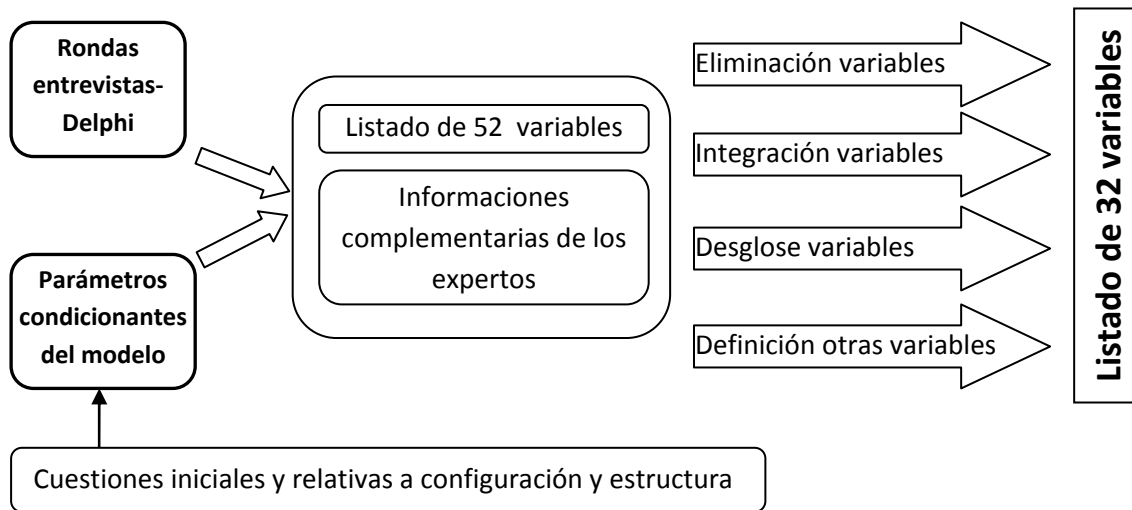 Rondas
entrevistas-
Delphi
Parámetros
condicionantes
del modelo
Cuestiones iniciales y relativas a configuración y estructura
Listado de 52 variables
Informaciones
complementarias de los
expertos
Eliminación variables
Integración variables
Desglose variables
Definición otras variables
Listado de 32 variables